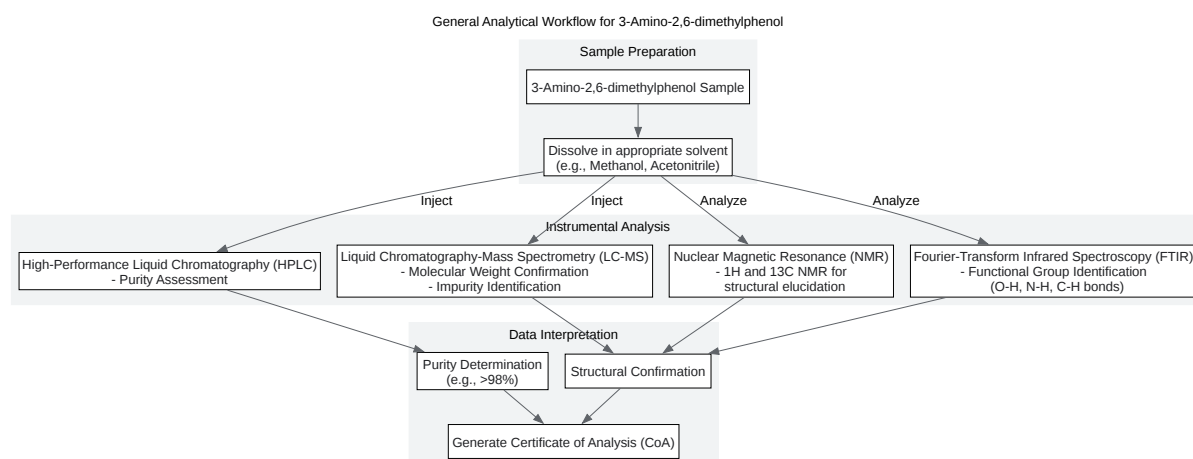 General Analytical Workflow for 3-Amino-2,6-dimethylphenol
Sample Preparation
3-Amino-2,6-dimethylphenol Sample
Dissolve in appropriate solvent
(e.g., Methanol, Acetonitrile)
Inject
Inject
Analyze
Analyze
Instrumental Analysis
High-Performance Liquid Chromatography (HPLC)
- Purity Assessment
Liquid Chromatography-Mass Spectrometry (LC-MS)
- Molecular Weight Confirmation
- Impurity Identification
Nuclear Magnetic Resonance (NMR)
- 1H and 13C NMR for
structural elucidation
Fourier-Transform Infrared Spectroscopy (FTIR)
- Functional Group Identification
(O-H, N-H, C-H bonds)
Data Interpretation
Purity Determination
(e.g., >98%)
Structural Confirmation
Generate Certificate of Analysis (CoA)